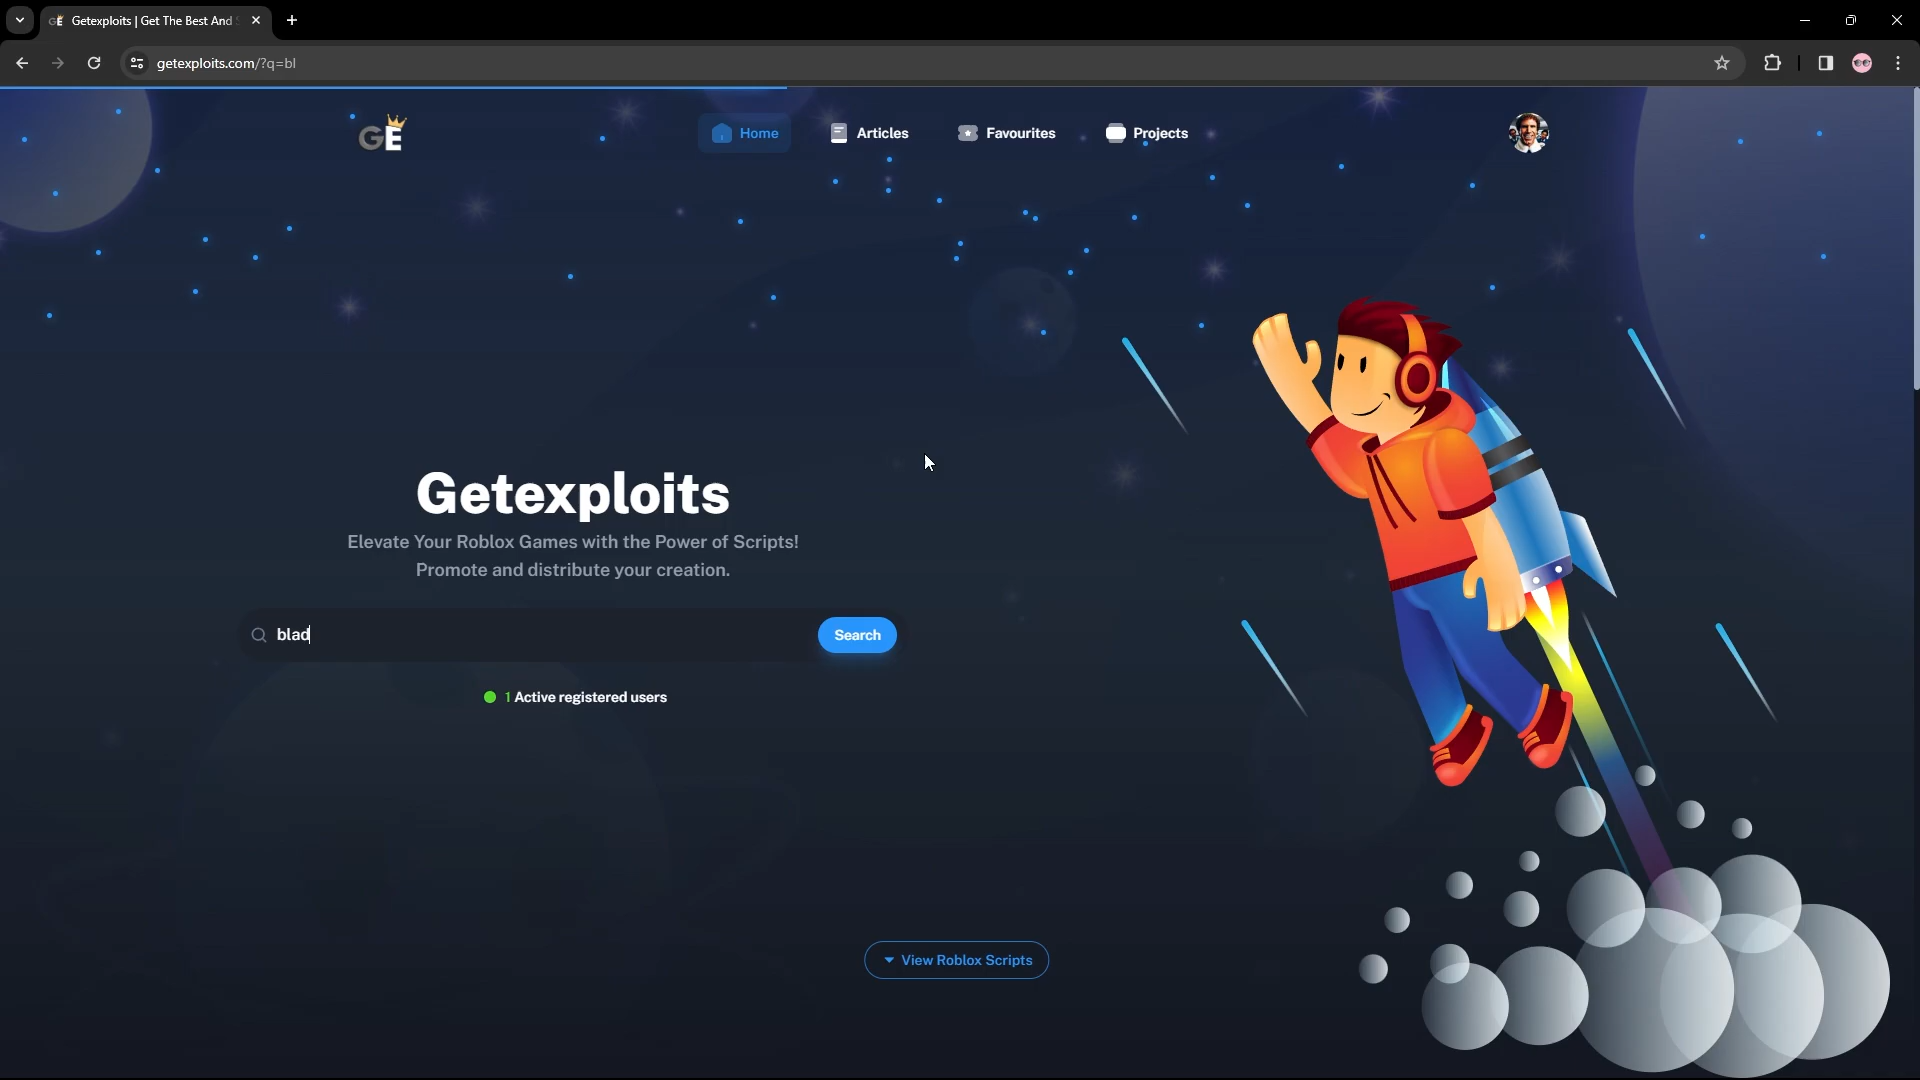 GE Getexploits | Get The Best And
getexploits.com/?q=bl
GE
Home
Articles
Favourites
Projects
Getexploits
Elevate Your Roblox Games with the Power of Scripts!
Promote and distribute your creation.
blad
Search
1 Active registered users
View Roblox Scripts